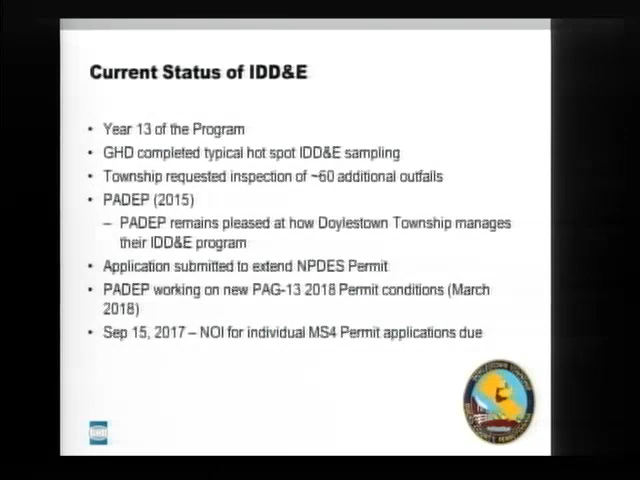 Current Status of IDD&E
• Year 13 of the Program
• GHD completed typical hot spot IDD&E sampling
• Township requested inspection of ~60 additional outfalls
• PADEP (2015)
– PADEP remains pleased at how Doylestown Township manages
their IDD&E program
• Application submitted to extend NPDES Permit
• PADEP working on new PAG-13 2018 Permit conditions (March
2018)
• Sep 15, 2017 – NOI for individual MS4 Permit applications due